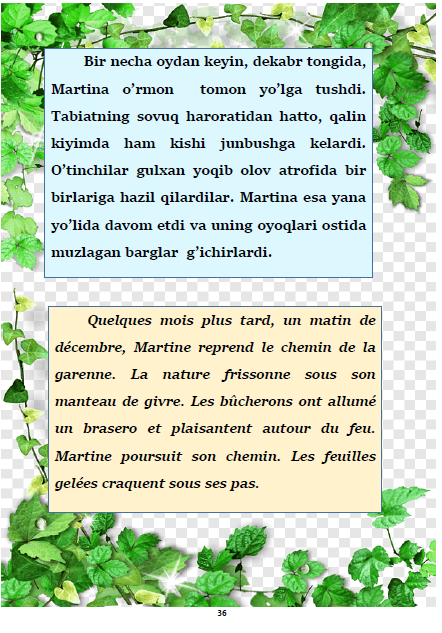 Bir necha oydan keyin, dekabr tongida,
Martina o’rmon tomon yo’lga tushdi.
Tabiatning sovuq haroratidan hatto, qalin
kiyimda ham kishi junbushga kelardi.
O’tinchilar gulxan yoqib olov atrofida bir
birlariga hazil qilardilar. Martina esa yana
yo’lida davom etdi va uning oyoqlari ostida
muzlagan barglar g’ichirlardi.
Quelques mois plus tard, un matin de
décembre, Martine reprend le chemin de la
garenne. La nature frissonne sous son
manteau de givre. Les bûcherons ont allumé
un brasero et plaisantent autour du feu.
Martine poursuit son chemin. Les feuilles
gelées craquent sous ses pas.
36